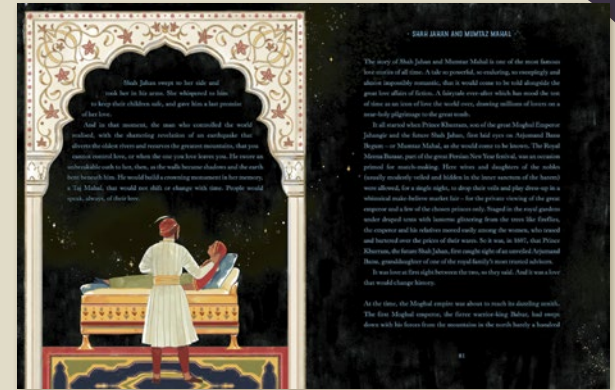 Shah Jahan swept to her side and
took her in his arms. She whispered to him
to keep their children safe, and gave him a last promise
of her love.
And in that moment, the man who controlled the world
realised, with the shattering revelation of an earthquake that
diverts the oldest rivers and unserves the greatest mountains, that you
cannot control love, or when the one you love leaves you. He swore an
unbreakable oath to her, then, as the walls became shadows and the earth
beneath him. He would build a crowning monument in her memory,
a Taj Mahal, that would not shift or change with time. People would
speak, always, of their love.
SHAH JAHAN AND MUMTAZ MAHAL
The story of Shah Jahan and Mumtaz Mahal is one of the most famous
love stories of all time. A tale so powerful, so enduring, so sweepingly and
almost impossibly romantic, that it would come to be told alongside the
great love affairs of fiction. A fairytale ever-after which has stood the test
of time as an icon of love the world over, drawing millions of lovers on a
near-holy pilgrimage to the great tomb.
It all started when Prince Khurram, son of the great Moghal Emperor
Jahangir and the future Shah Jahan, first laid eyes on Arjumand Banu
Begum – or Mumtaz Mahal, as she would come to be known. The Royal
Meena Bazaar, part of the great Persian New Year festival, was an occasion
primed for match-making. Here wives and daughters of the nobles
(usually modestly veiled and hidden in the inner sanctum of the harem)
were allowed, for a single night, to drop their veils and play dress-up in a
whimsical make-believe market fair – for the private viewing of the great
emperor and a few of the chosen princes only. Staged in the royal gardens
under draped tents with lanterns glittering from the trees like fireflies,
the emperor and his relatives moved easily among the women, who teased
and bartered over the prices of their wares. So it was, in 1607, that Prince
Khurram, the future Shah Jahan, first caught sight of an unveiled Arjumand
Banu, granddaughter of one of the royal family's most trusted advisors.
It was love at first sight between the two, so they said. And it was a love
that would change history.
At the time, the Moghal empire was about to reach its dazzling zenith.
The first Moghal emperor, the fierce warrior-king Babur, had swept
down with his forces from the mountains in the north barely a hundred